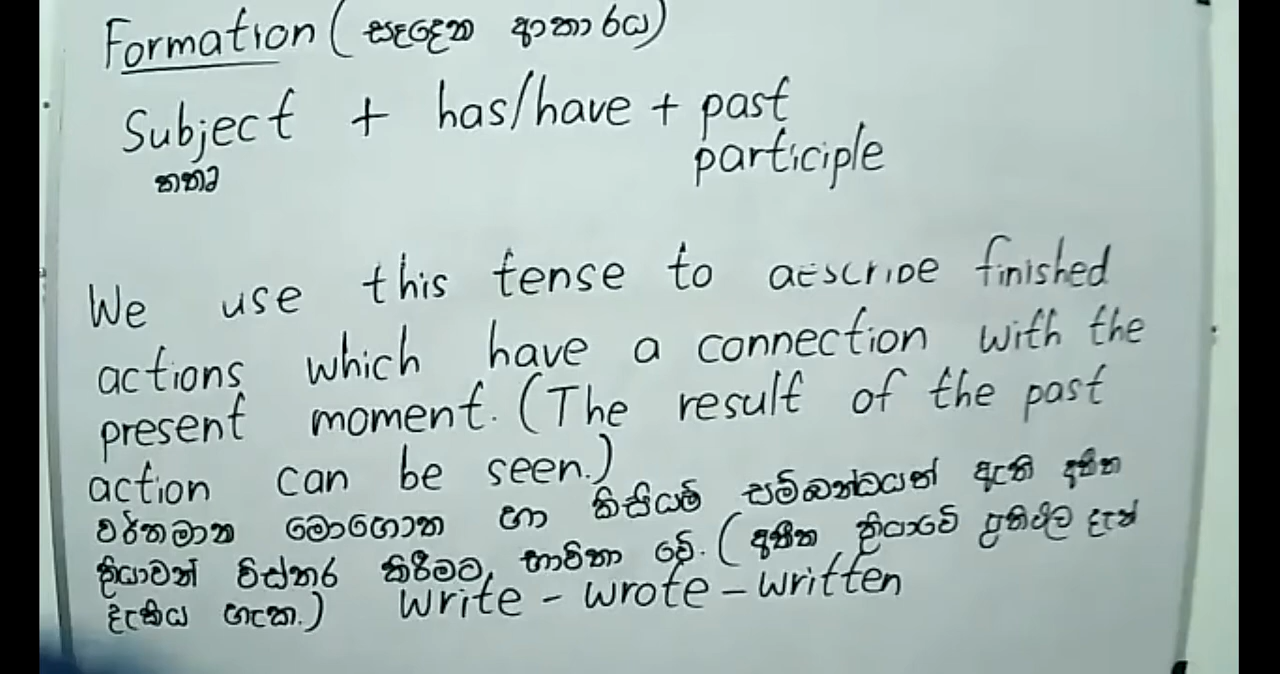 Formation (සෑදෙන ආකාරය)
Subject + has/have + past
participle
කතෘ
We use this tense to describe finished
actions which have a connection with the
present moment. (The result of the past
action can be seen.)
වර්තමාන මොහොත හා කිසියම් සම්බන්ධයක් ඇති අතීත
ක්‍රියාවක් විස්තර කිරීමට භාවිතා වේ. (අතීත ක්‍රියාවේ ප්‍රතිඵල දැන්
දැකිය හැක.) write - wrote - written